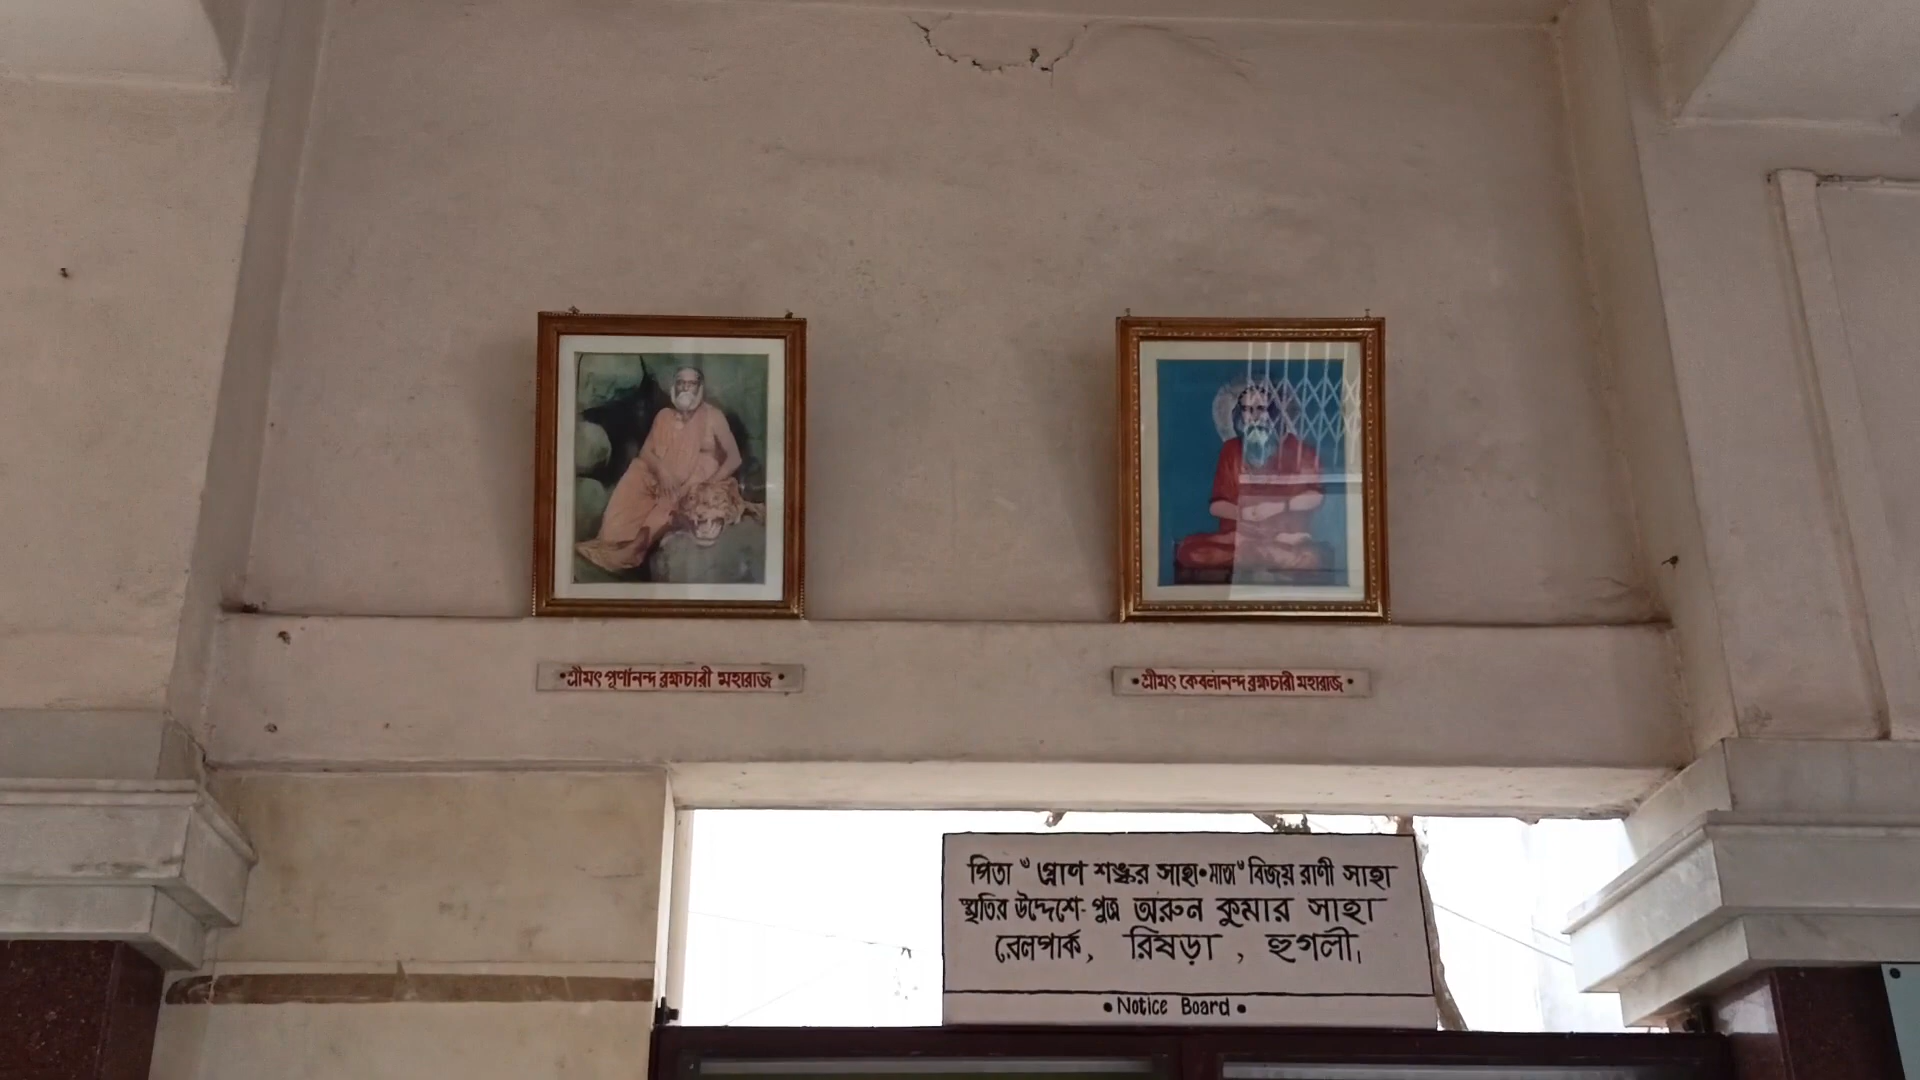 • শ্রীমৎ পূর্ণানন্দ ব্রহ্মচারী মহারাজ •
• শ্রীমৎ কেবলানন্দ ব্রহ্মচারী মহারাজ •
পিতা ঁ প্রাণ শঙ্কর সাহা • মাতা ঁ বিজয় রাণী সাহা
স্মৃতির উদ্দেশে - পুত্র অরুন কুমার সাহা
রেলপার্ক, রিষড়া, হুগলী।
• Notice Board •